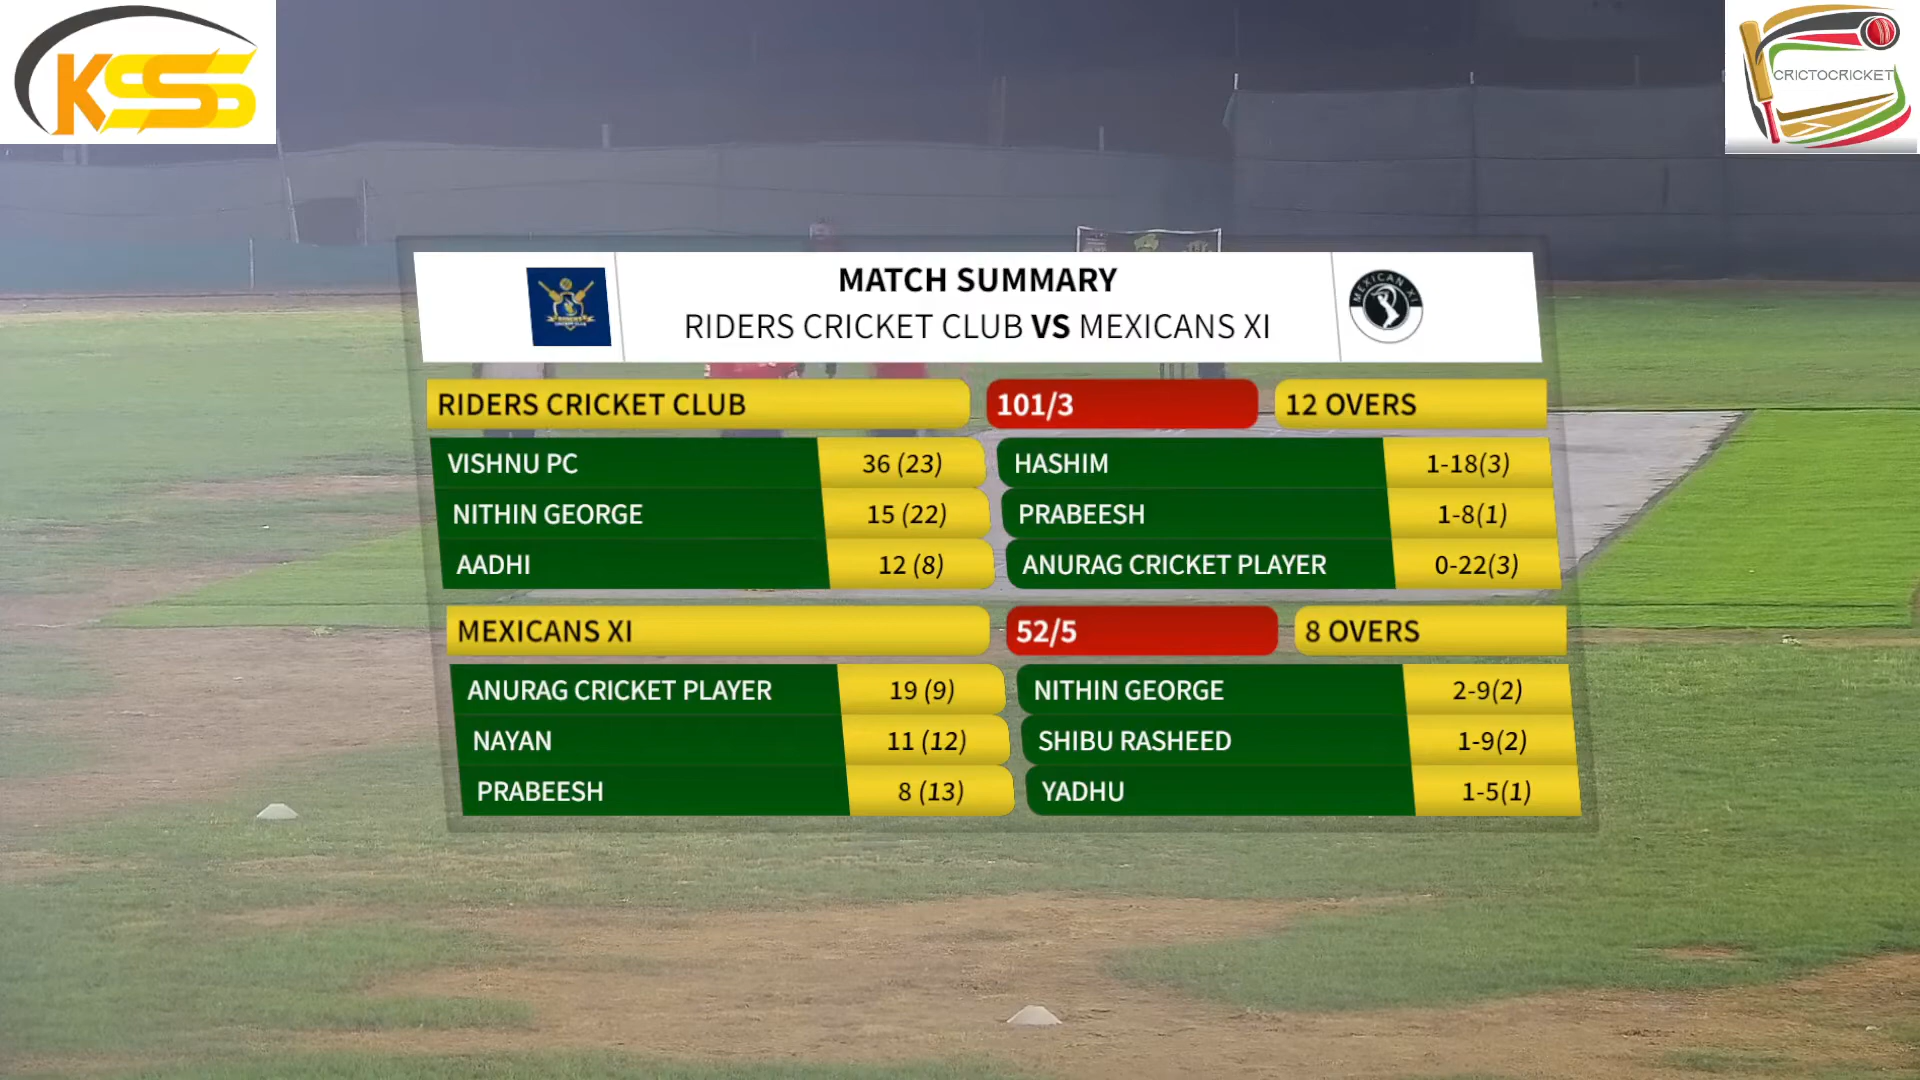 KSS
CRICTOCRICKET
MATCH SUMMARY
RIDERS CRICKET CLUB VS MEXICANS XI
MEXICAN XI
RIDERS CRICKET CLUB 101/3 12 OVERS
VISHNU PC 36 (23) HASHIM 1-18(3)
NITHIN GEORGE 15 (22) PRABEESH 1-8(1)
AADHI 12 (8) ANURAG CRICKET PLAYER 0-22(3)
MEXICANS XI 52/5 8 OVERS
ANURAG CRICKET PLAYER 19 (9) NITHIN GEORGE 2-9(2)
NAYAN 11 (12) SHIBU RASHEED 1-9(2)
PRABEESH 8 (13) YADHU 1-5(1)